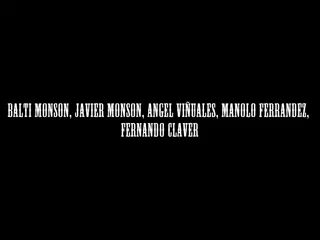 BALTI MONSON, JAVIER MONSON, ANGEL VIÑUALES, MANOLO FERRANDEZ,
FERNANDO CLAVER